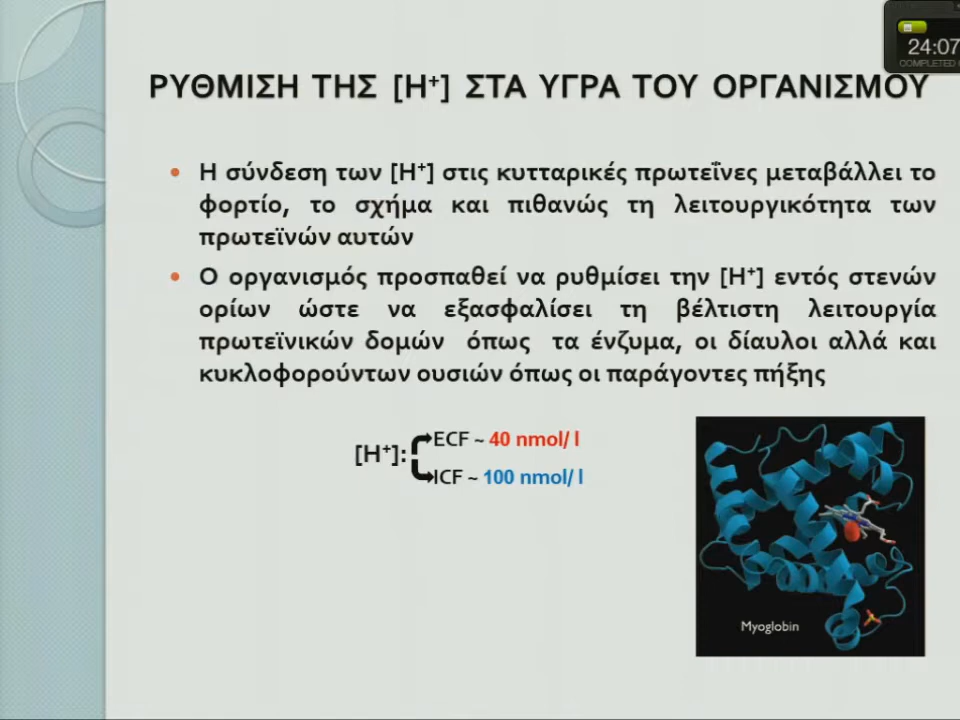 24:07
COMPLETED
ΡΥΘΜΙΣΗ ΤΗΣ [H⁺] ΣΤΑ ΥΓΡΑ ΤΟΥ ΟΡΓΑΝΙΣΜΟΥ
• Η σύνδεση των [H⁺] στις κυτταρικές πρωτεΐνες μεταβάλλει το
φορτίο, το σχήμα και πιθανώς τη λειτουργικότητα των
πρωτεϊνών αυτών
• Ο οργανισμός προσπαθεί να ρυθμίσει την [H⁺] εντός στενών
ορίων ώστε να εξασφαλίσει τη βέλτιστη λειτουργία
πρωτεϊνικών δομών όπως τα ένζυμα, οι δίαυλοι αλλά και
κυκλοφορούντων ουσιών όπως οι παράγοντες πήξης
ECF ~ 40 nmol/ l
[H⁺]:
ICF ~ 100 nmol/ l
Myoglobin